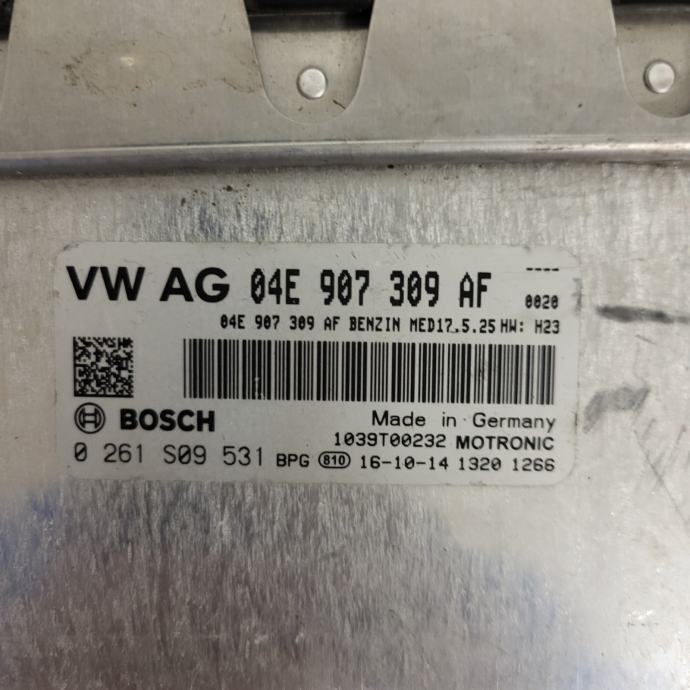 VW AG 04E 907 309 AF ----
0020
04E 907 309 AF BENZIN MED17.5.25 HW: H23
BOSCH Made in Germany
1039T00232 MOTRONIC
0 261 S09 531 BPG 810 16-10-14 1320 1266